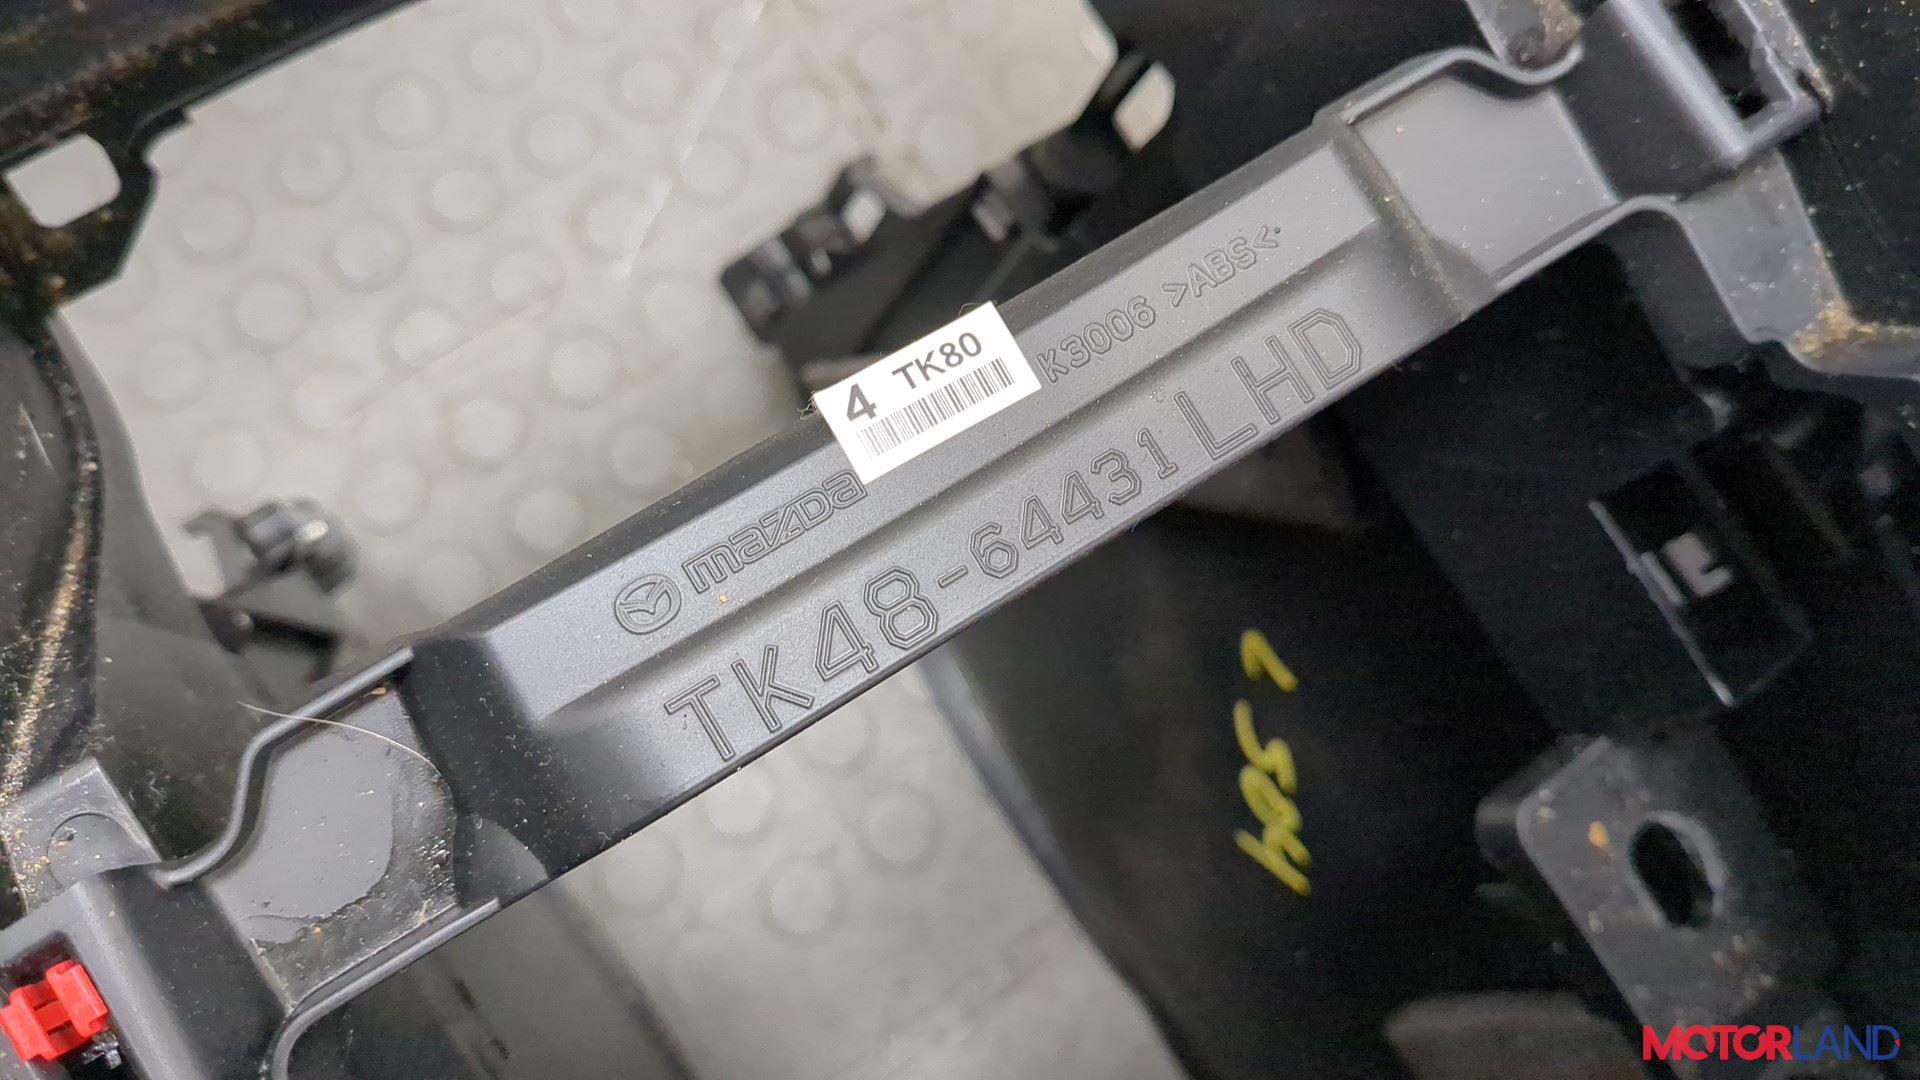 4 TK80
mazda
K3006 >ABS<
TK48-64431 LHD
MOTORLAND